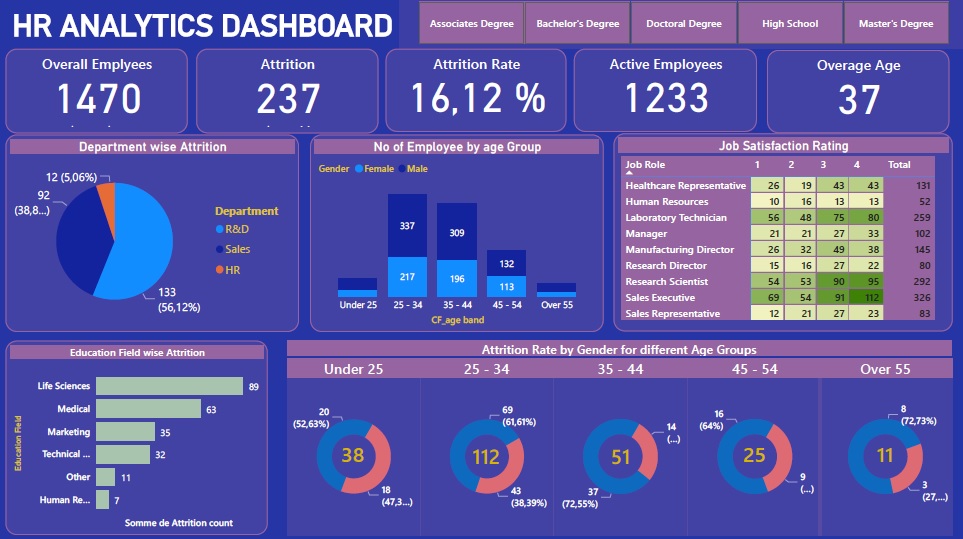 HR ANALYTICS DASHBOARD
Associates Degree
Bachelor's Degree
Doctoral Degree
High School
Master's Degree
Overall Emplyees
1470
Attrition
237
Attrition Rate
16,12 %
Active Employees
1233
Overage Age
37
Department wise Attrition
12 (5,06%)
92
(38,8...)
133
(56,12%)
Department
R&D
Sales
HR
No of Employee by age Group
Gender Female Male
337
217
309
196
132
113
Under 25 25 - 34 35 - 44 45 - 54 Over 55
CF_age band
Job Satisfaction Rating
Job Role 1 2 3 4 Total
Healthcare Representative 26 19 43 43 131
Human Resources 10 16 13 13 52
Laboratory Technician 56 48 75 80 259
Manager 21 21 27 33 102
Manufacturing Director 26 32 49 38 145
Research Director 15 16 27 22 80
Research Scientist 54 53 90 95 292
Sales Executive 69 54 91 112 326
Sales Representative 12 21 27 23 83
Education Field wise Attrition
Education Field
Life Sciences 89
Medical 63
Marketing 35
Technical ... 32
Other 11
Human Re... 7
Somme de Attrition count
Attrition Rate by Gender for different Age Groups
Under 25
20
(52,63%)
38
18
(47,3...)
25 - 34
69
(61,61%)
112
43
(38,39%)
35 - 44
14
(...)
51
37
(72,55%)
45 - 54
16
(64%)
25
9
(...)
Over 55
8
(72,73%)
11
3
(27,...)